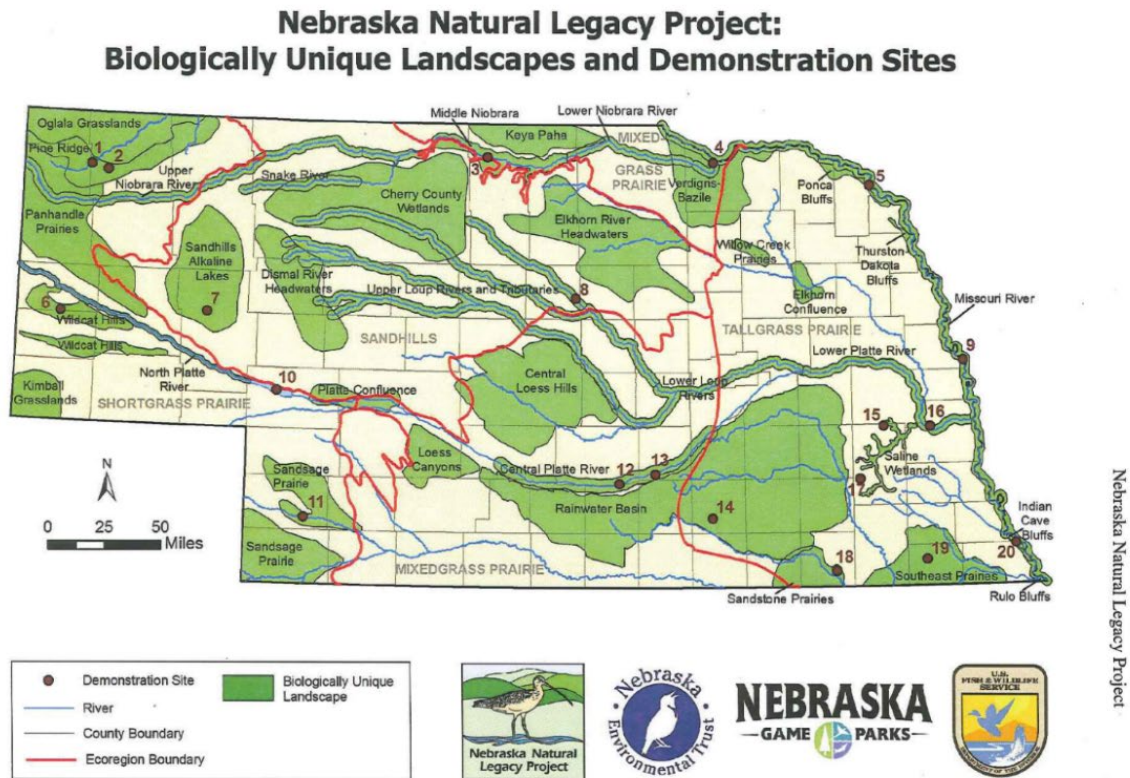 Nebraska Natural Legacy Project:
Biologically Unique Landscapes and Demonstration Sites
Middle Niobrara
Lower Niobrara River
Oglala Grasslands
Keya Paha
MIXED-
GRASS
PRAIRIE
1
2
3
4
5
Pine Ridge
Upper
Niobrara River
Snake River
Verdigris-
Bazile
Ponca
Bluffs
Panhandle
Prairies
Cherry County
Wetlands
Elkhorn River
Headwaters
Willow Creek
Prairies
Thurston-
Dakota
Bluffs
Sandhills
Alkaline
Lakes
Dismal River
Headwaters
Upper Loup Rivers and Tributaries
8
Elkhorn
Confluence
Missouri River
6
7
Wildcat Hills
Wildcat Hills
SANDHILLS
TALLGRASS PRAIRIE
9
North Platte
River
Central
Loess Hills
Lower Platte River
Kimball
Grasslands
10
Platte Confluence
Lower Loup
Rivers
SHORTGRASS PRAIRIE
15
16
Saline
Wetlands
Loess
Canyons
Central Platte River
12
13
17
N
Sandsage
Prairie
11
Rainwater Basin
14
Indian
Cave
Bluffs
0 25 50
Miles
Sandsage
Prairie
MIXEDGRASS PRAIRIE
18
19
20
Southeast Prairies
Sandstone Prairies
Rulo Bluffs
Nebraska Natural Legacy Project
Demonstration Site
River
County Boundary
Ecoregion Boundary
Biologically Unique
Landscape
Nebraska Natural
Legacy Project
Nebraska
Environmental Trust
NEBRASKA
GAME PARKS
U.S.
FISH & WILDLIFE
SERVICE
DEPARTMENT OF THE INTERIOR